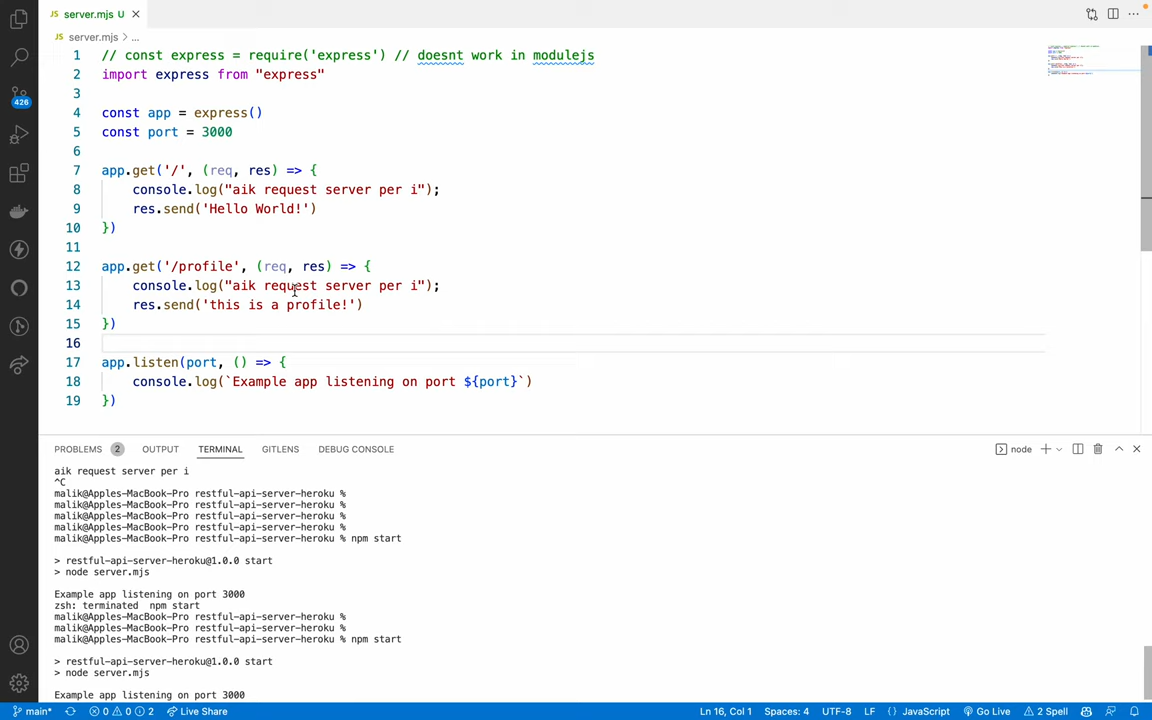 JS server.mjs U ×
JS server.mjs > ...
1 // const express = require('express') // doesnt work in modulejs
2 import express from "express"
3
4 const app = express()
5 const port = 3000
6
7 app.get('/', (req, res) => {
8 console.log("aik request server per i");
9 res.send('Hello World!')
10 })
11
12 app.get('/profile', (req, res) => {
13 console.log("aik request server per i");
14 res.send('this is a profile!')
15 })
16
17 app.listen(port, () => {
18 console.log(`Example app listening on port ${port}`)
19 })
426
PROBLEMS 2 OUTPUT TERMINAL GITLENS DEBUG CONSOLE node
aik request server per i
^C
malik@Apples-MacBook-Pro restful-api-server-heroku %
malik@Apples-MacBook-Pro restful-api-server-heroku %
malik@Apples-MacBook-Pro restful-api-server-heroku %
malik@Apples-MacBook-Pro restful-api-server-heroku %
malik@Apples-MacBook-Pro restful-api-server-heroku % npm start
> restful-api-server-heroku@1.0.0 start
> node server.mjs
Example app listening on port 3000
zsh: terminated npm start
malik@Apples-MacBook-Pro restful-api-server-heroku %
malik@Apples-MacBook-Pro restful-api-server-heroku %
malik@Apples-MacBook-Pro restful-api-server-heroku % npm start
> restful-api-server-heroku@1.0.0 start
> node server.mjs
Example app listening on port 3000
main* 0 0 2 Live Share Ln 16, Col 1 Spaces: 4 UTF-8 LF {} JavaScript Go Live 2 Spell